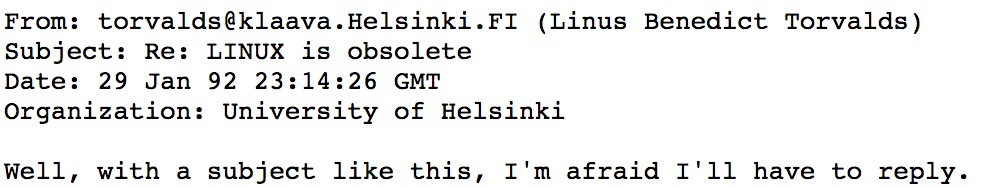 From: torvalds@klaava.Helsinki.FI (Linus Benedict Torvalds)
Subject: Re: LINUX is obsolete
Date: 29 Jan 92 23:14:26 GMT
Organization: University of Helsinki
Well, with a subject like this, I'm afraid I'll have to reply.